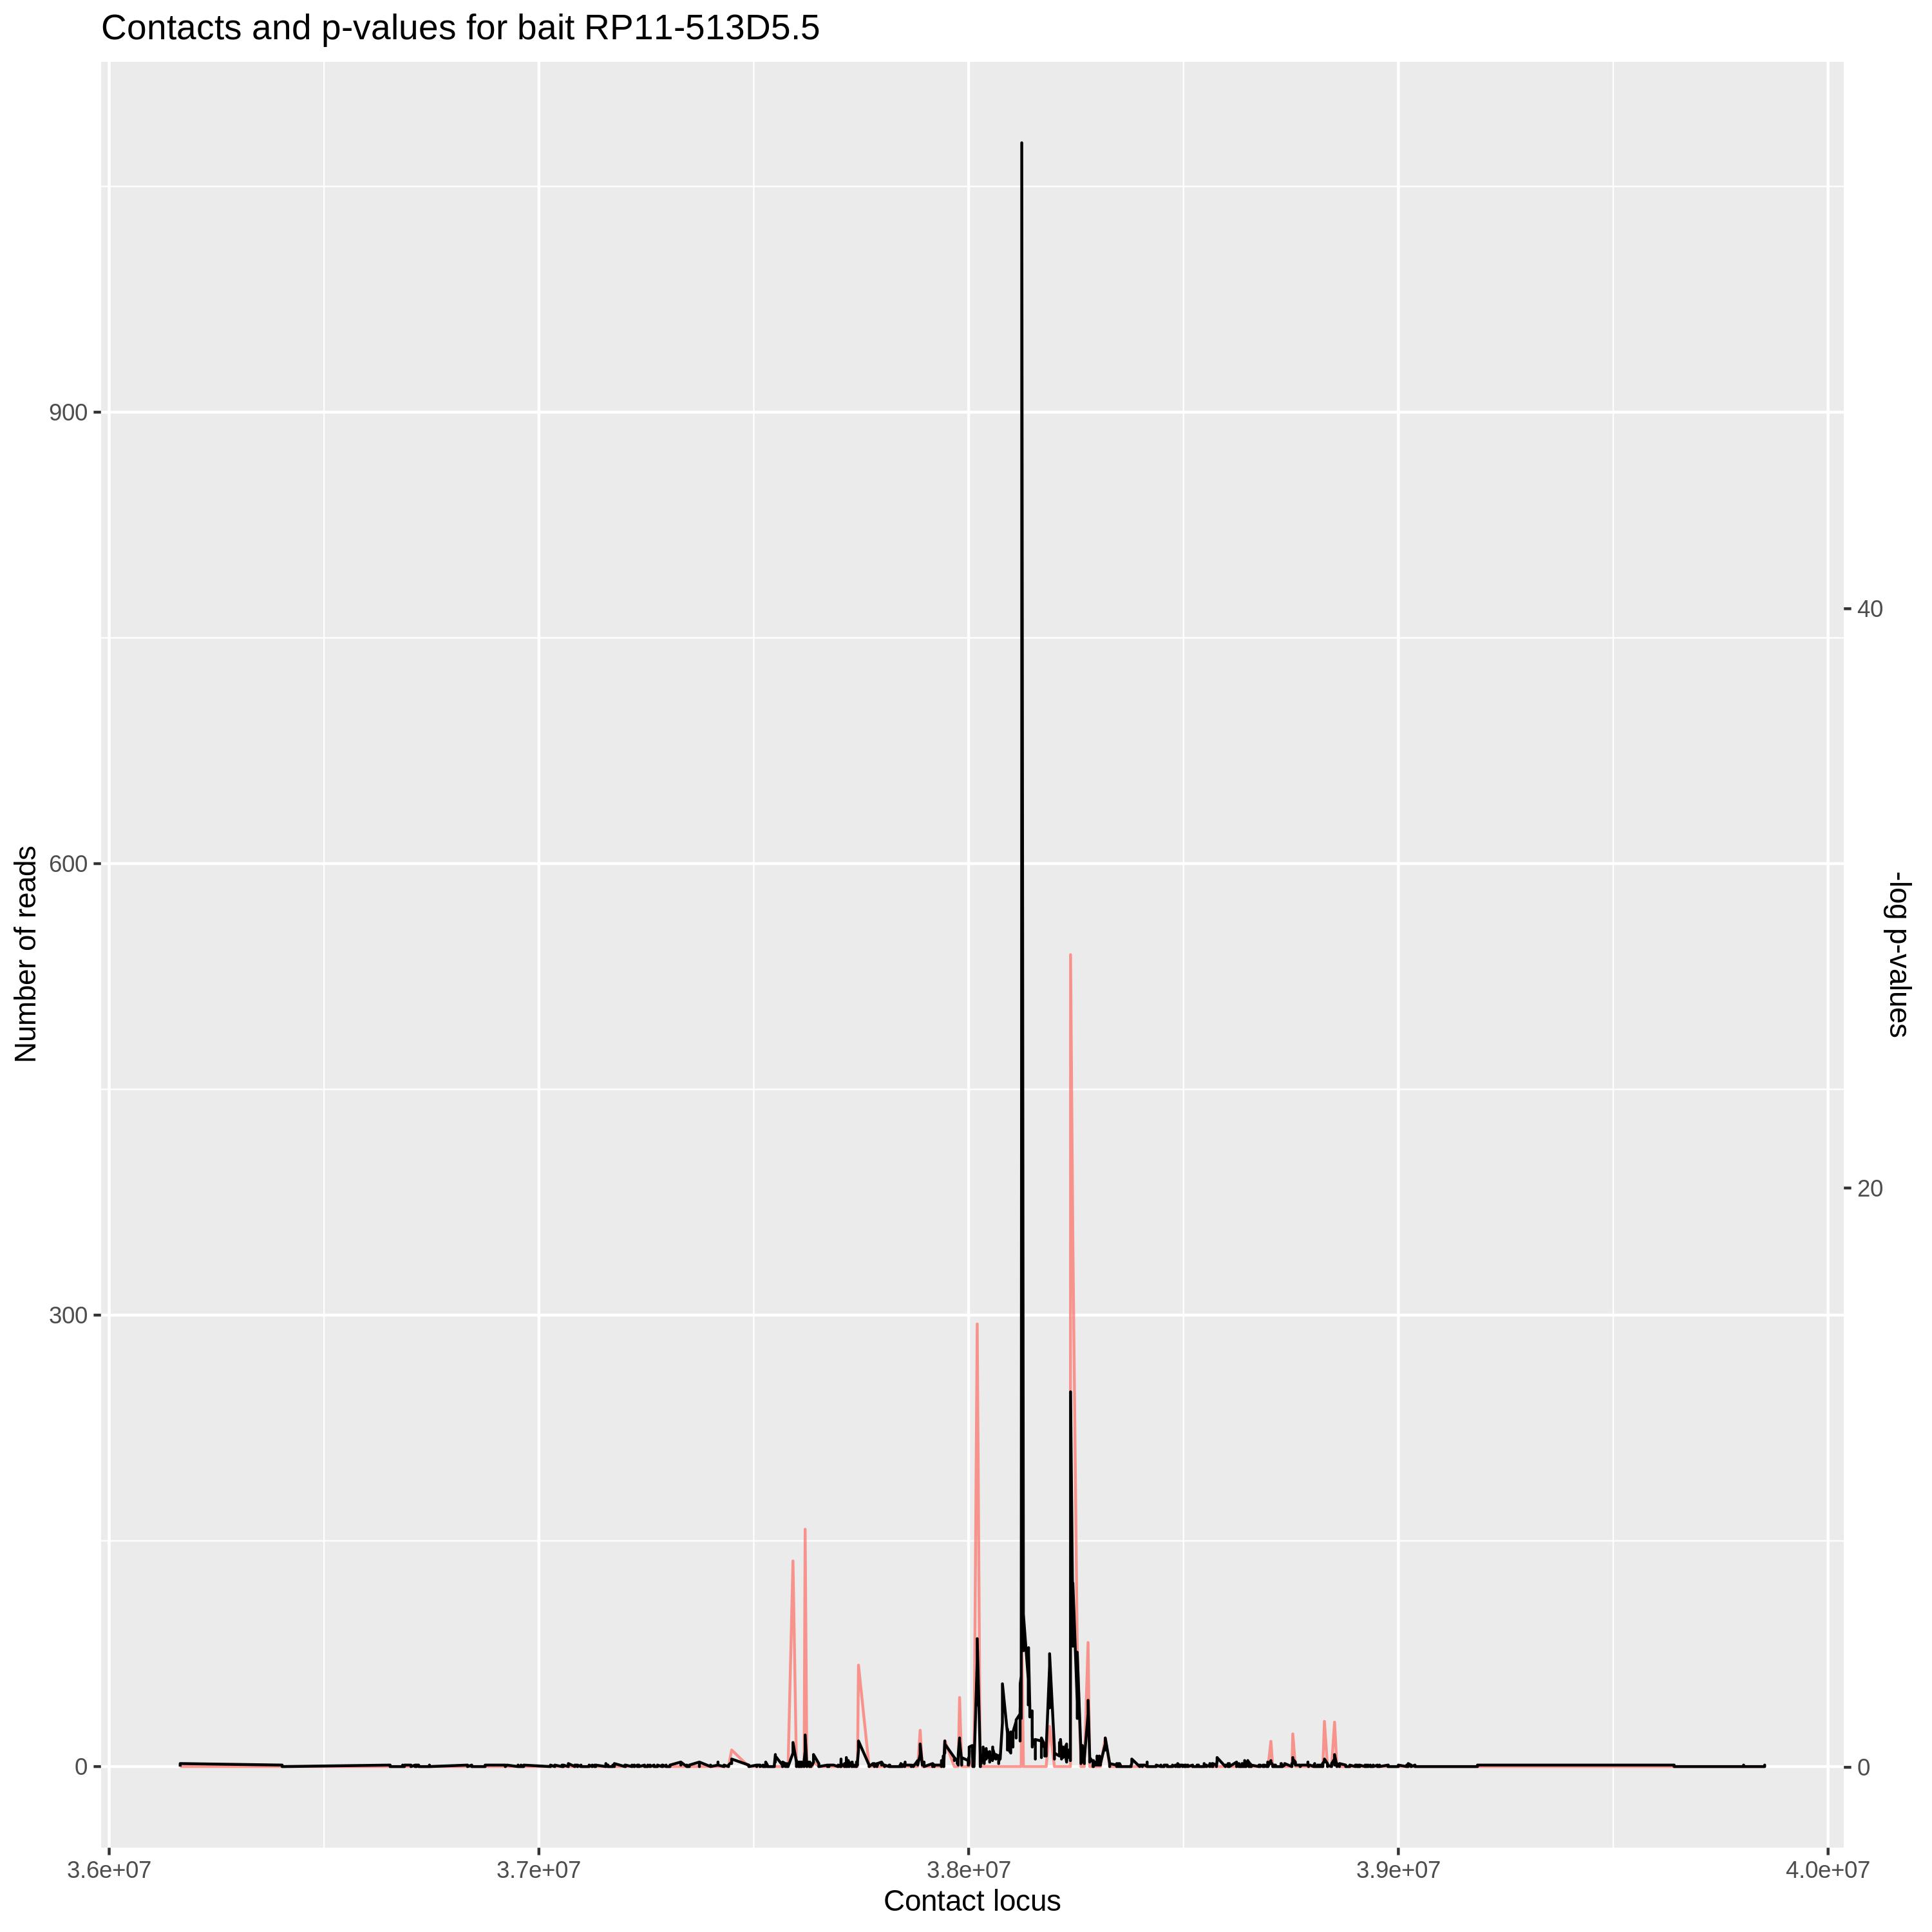 Contacts and p-values for bait RP11-513D5.5
900
600
300
0
Number of reads
40
20
0
-log p-values
3.6e+07
3.7e+07
3.8e+07
3.9e+07
4.0e+07
Contact locus